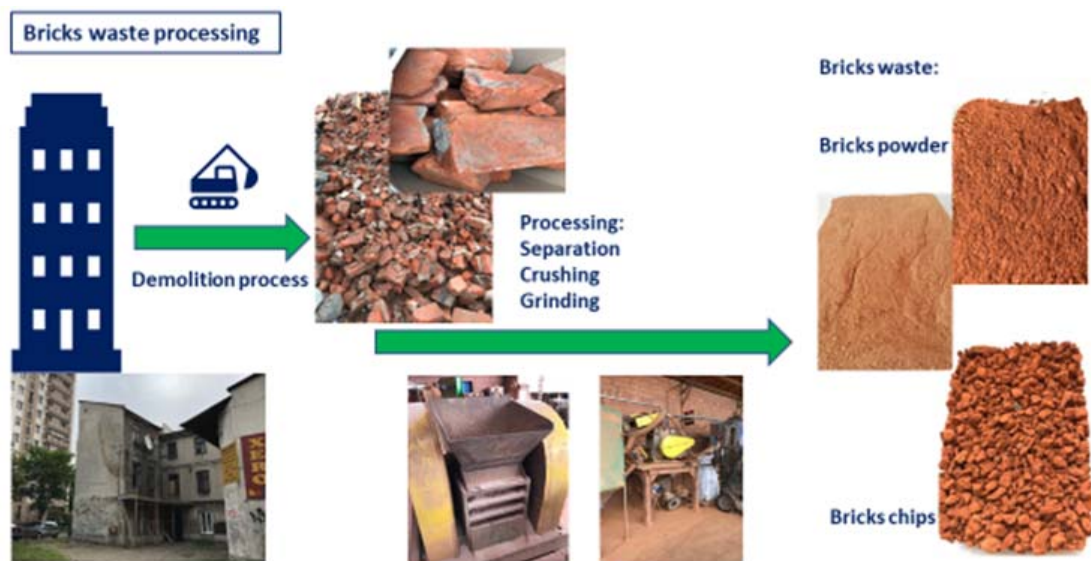 Bricks waste processing
Demolition process
Processing:
Separation
Crushing
Grinding
Bricks waste:
Bricks powder
Bricks chips